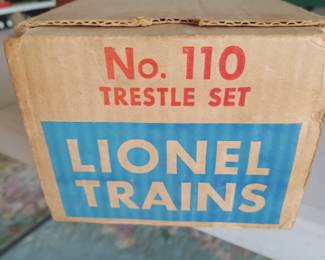 No. 110
TRESTLE SET
LIONEL
TRAINS